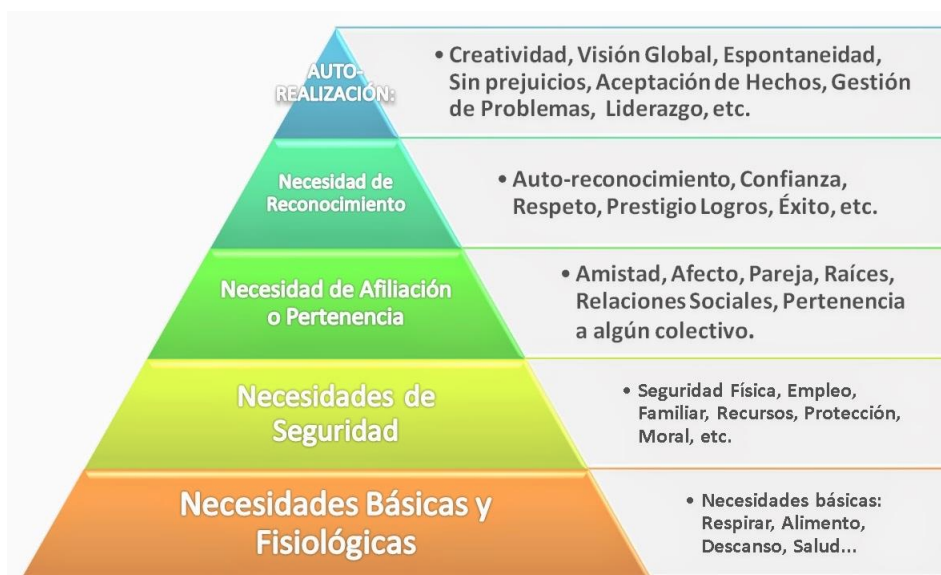 AUTO-
REALIZACIÓN:
• Creatividad, Visión Global, Espontaneidad,
Sin prejuicios, Aceptación de Hechos, Gestión
de Problemas, Liderazgo, etc.
Necesidad de
Reconocimiento
• Auto-reconocimiento, Confianza,
Respeto, Prestigio Logros, Éxito, etc.
Necesidad de Afiliación
o Pertenencia
• Amistad, Afecto, Pareja, Raíces,
Relaciones Sociales, Pertenencia
a algún colectivo.
Necesidades de
Seguridad
• Seguridad Física, Empleo,
Familiar, Recursos, Protección,
Moral, etc.
Necesidades Básicas y
Fisiológicas
• Necesidades básicas:
Respirar, Alimento,
Descanso, Salud...